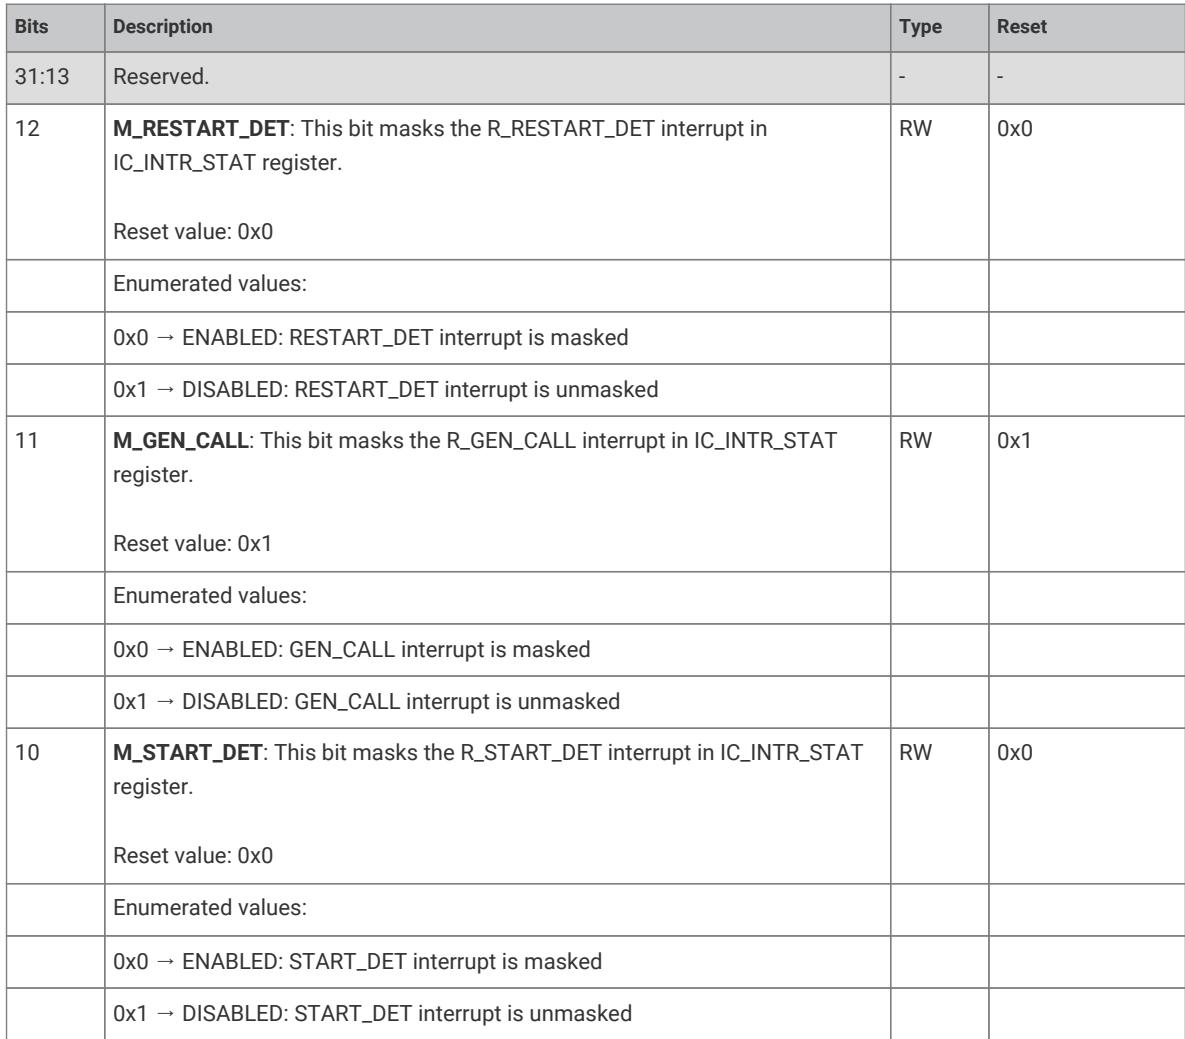 Bits Description Type Reset
31:13 Reserved. - -
12 M_RESTART_DET: This bit masks the R_RESTART_DET interrupt in RW 0x0
IC_INTR_STAT register.
Reset value: 0x0
Enumerated values:
0x0 → ENABLED: RESTART_DET interrupt is masked
0x1 → DISABLED: RESTART_DET interrupt is unmasked
11 M_GEN_CALL: This bit masks the R_GEN_CALL interrupt in IC_INTR_STAT RW 0x1
register.
Reset value: 0x1
Enumerated values:
0x0 → ENABLED: GEN_CALL interrupt is masked
0x1 → DISABLED: GEN_CALL interrupt is unmasked
10 M_START_DET: This bit masks the R_START_DET interrupt in IC_INTR_STAT RW 0x0
register.
Reset value: 0x0
Enumerated values:
0x0 → ENABLED: START_DET interrupt is masked
0x1 → DISABLED: START_DET interrupt is unmasked